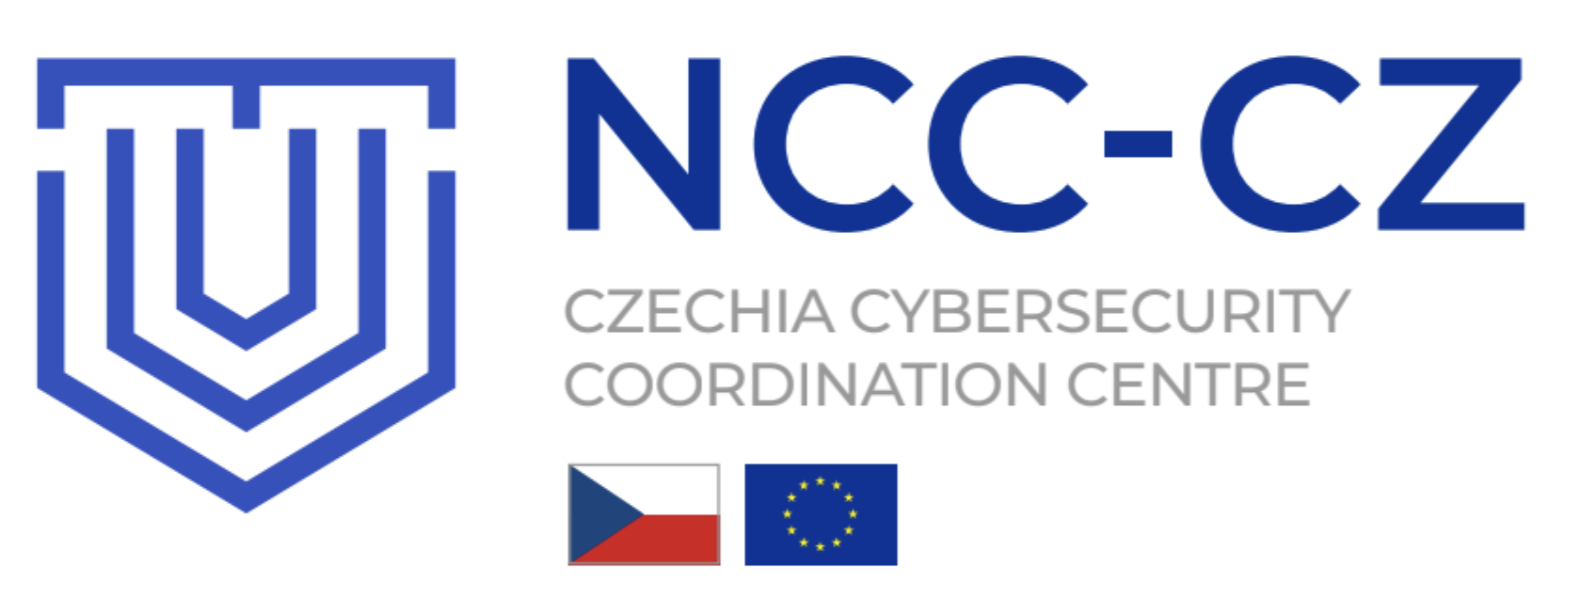 NCC-CZ
CZECHIA CYBERSECURITY
COORDINATION CENTRE